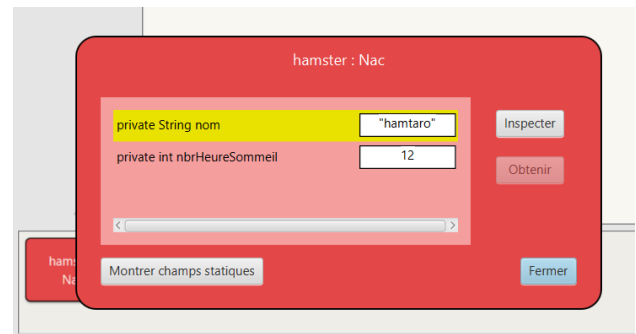 hamster : Nac
private String nom
"hamtaro"
Inspecter
private int nbrHeureSommeil
12
Obtenir
Montrer champs statiques
Fermer